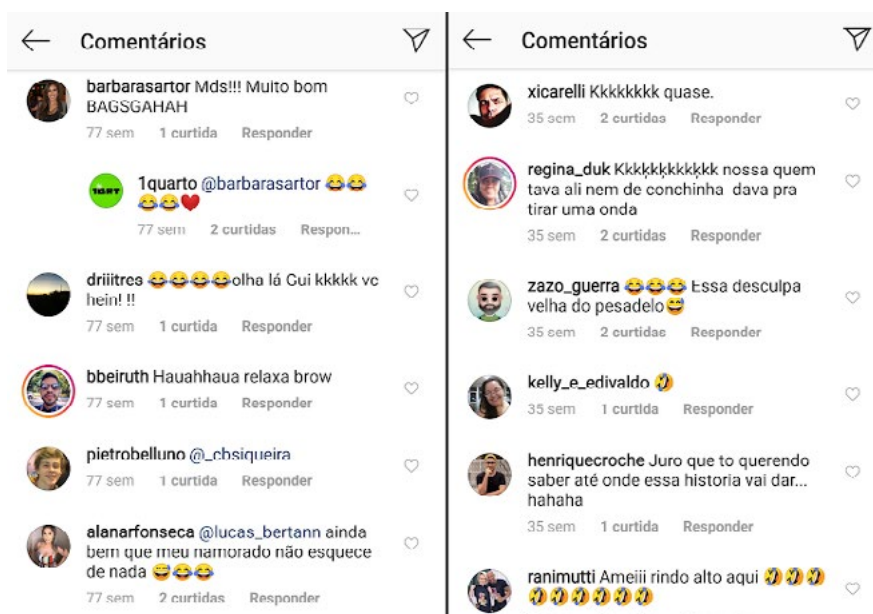 Comentários
barbarasartor Mds!!! Muito bom
BAGSGAHAH
77 sem 1 curtida Responder
1quarto @barbarasartor 😂😂
😂😂❤️
77 sem 2 curtidas Respon...
driiitres 😂😂😂😂olha lá Gui kkkkk vc
hein! !!
77 sem 1 curtida Responder
bbeiruth Hauahhaua relaxa brow
77 sem 1 curtida Responder
pietrobelluno @_chsiqueira
77 sem 1 curtida Responder
alanarfonseca @lucas_bertann ainda
bem que meu namorado não esquece
de nada 😅😂😂
77 sem 2 curtidas Responder
Comentários
xicarelli Kkkkkkkk quase.
35 sem 2 curtidas Responder
regina_duk Kkkķkķkkkķkk nossa quem
tava ali nem de conchinha dava pra
tirar uma onda
35 sem 2 curtidas Responder
zazo_guerra 😂😂😂 Essa desculpa
velha do pesadelo😅
35 sem 2 curtidas Responder
kelly_e_edivaldo 🤣
35 sem 1 curtida Responder
henriquecroche Juro que to querendo
saber até onde essa historia vai dar...
hahaha
35 sem 1 curtida Responder
ranimutti Ameiii rindo alto aqui 🤣🤣🤣
🤣🤣🤣🤣🤣🤣